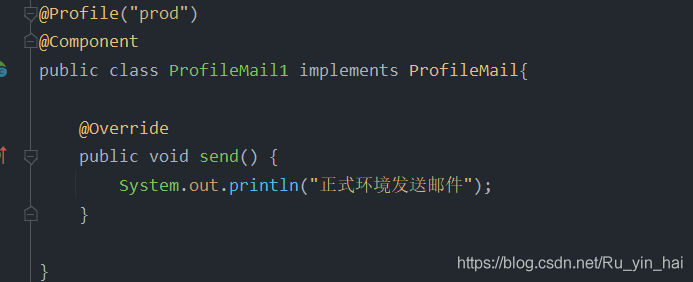 @Profile("prod")
@Component
public class ProfileMail1 implements ProfileMail{
@Override
public void send() {
System.out.println("正式环境发送邮件");
}
}
https://blog.csdn.net/Ru_yin_hai